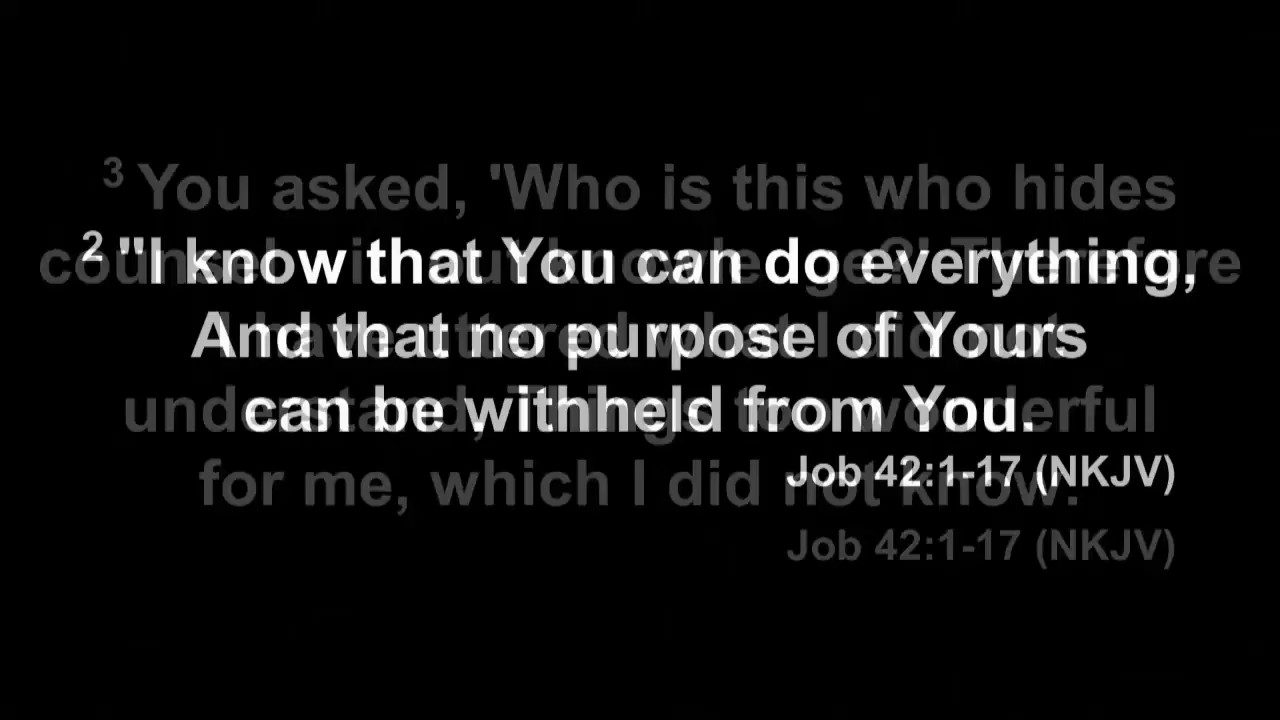 2 "I know that You can do everything,
And that no purpose of Yours
can be withheld from You.
Job 42:1-17 (NKJV)
3 You asked, 'Who is this who hides
counsel without knowledge?' Therefore
I have uttered what I did not
understand, Things too wonderful
for me, which I did not know.
Job 42:1-17 (NKJV)